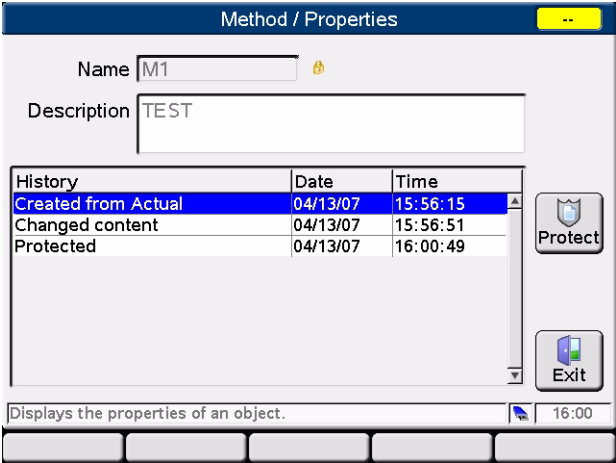 Method / Properties
--
Name M1
Description TEST
History Date Time
Created from Actual 04/13/07 15:56:15
Changed content 04/13/07 15:56:51
Protected 04/13/07 16:00:49
Protect
Exit
Displays the properties of an object. 16:00